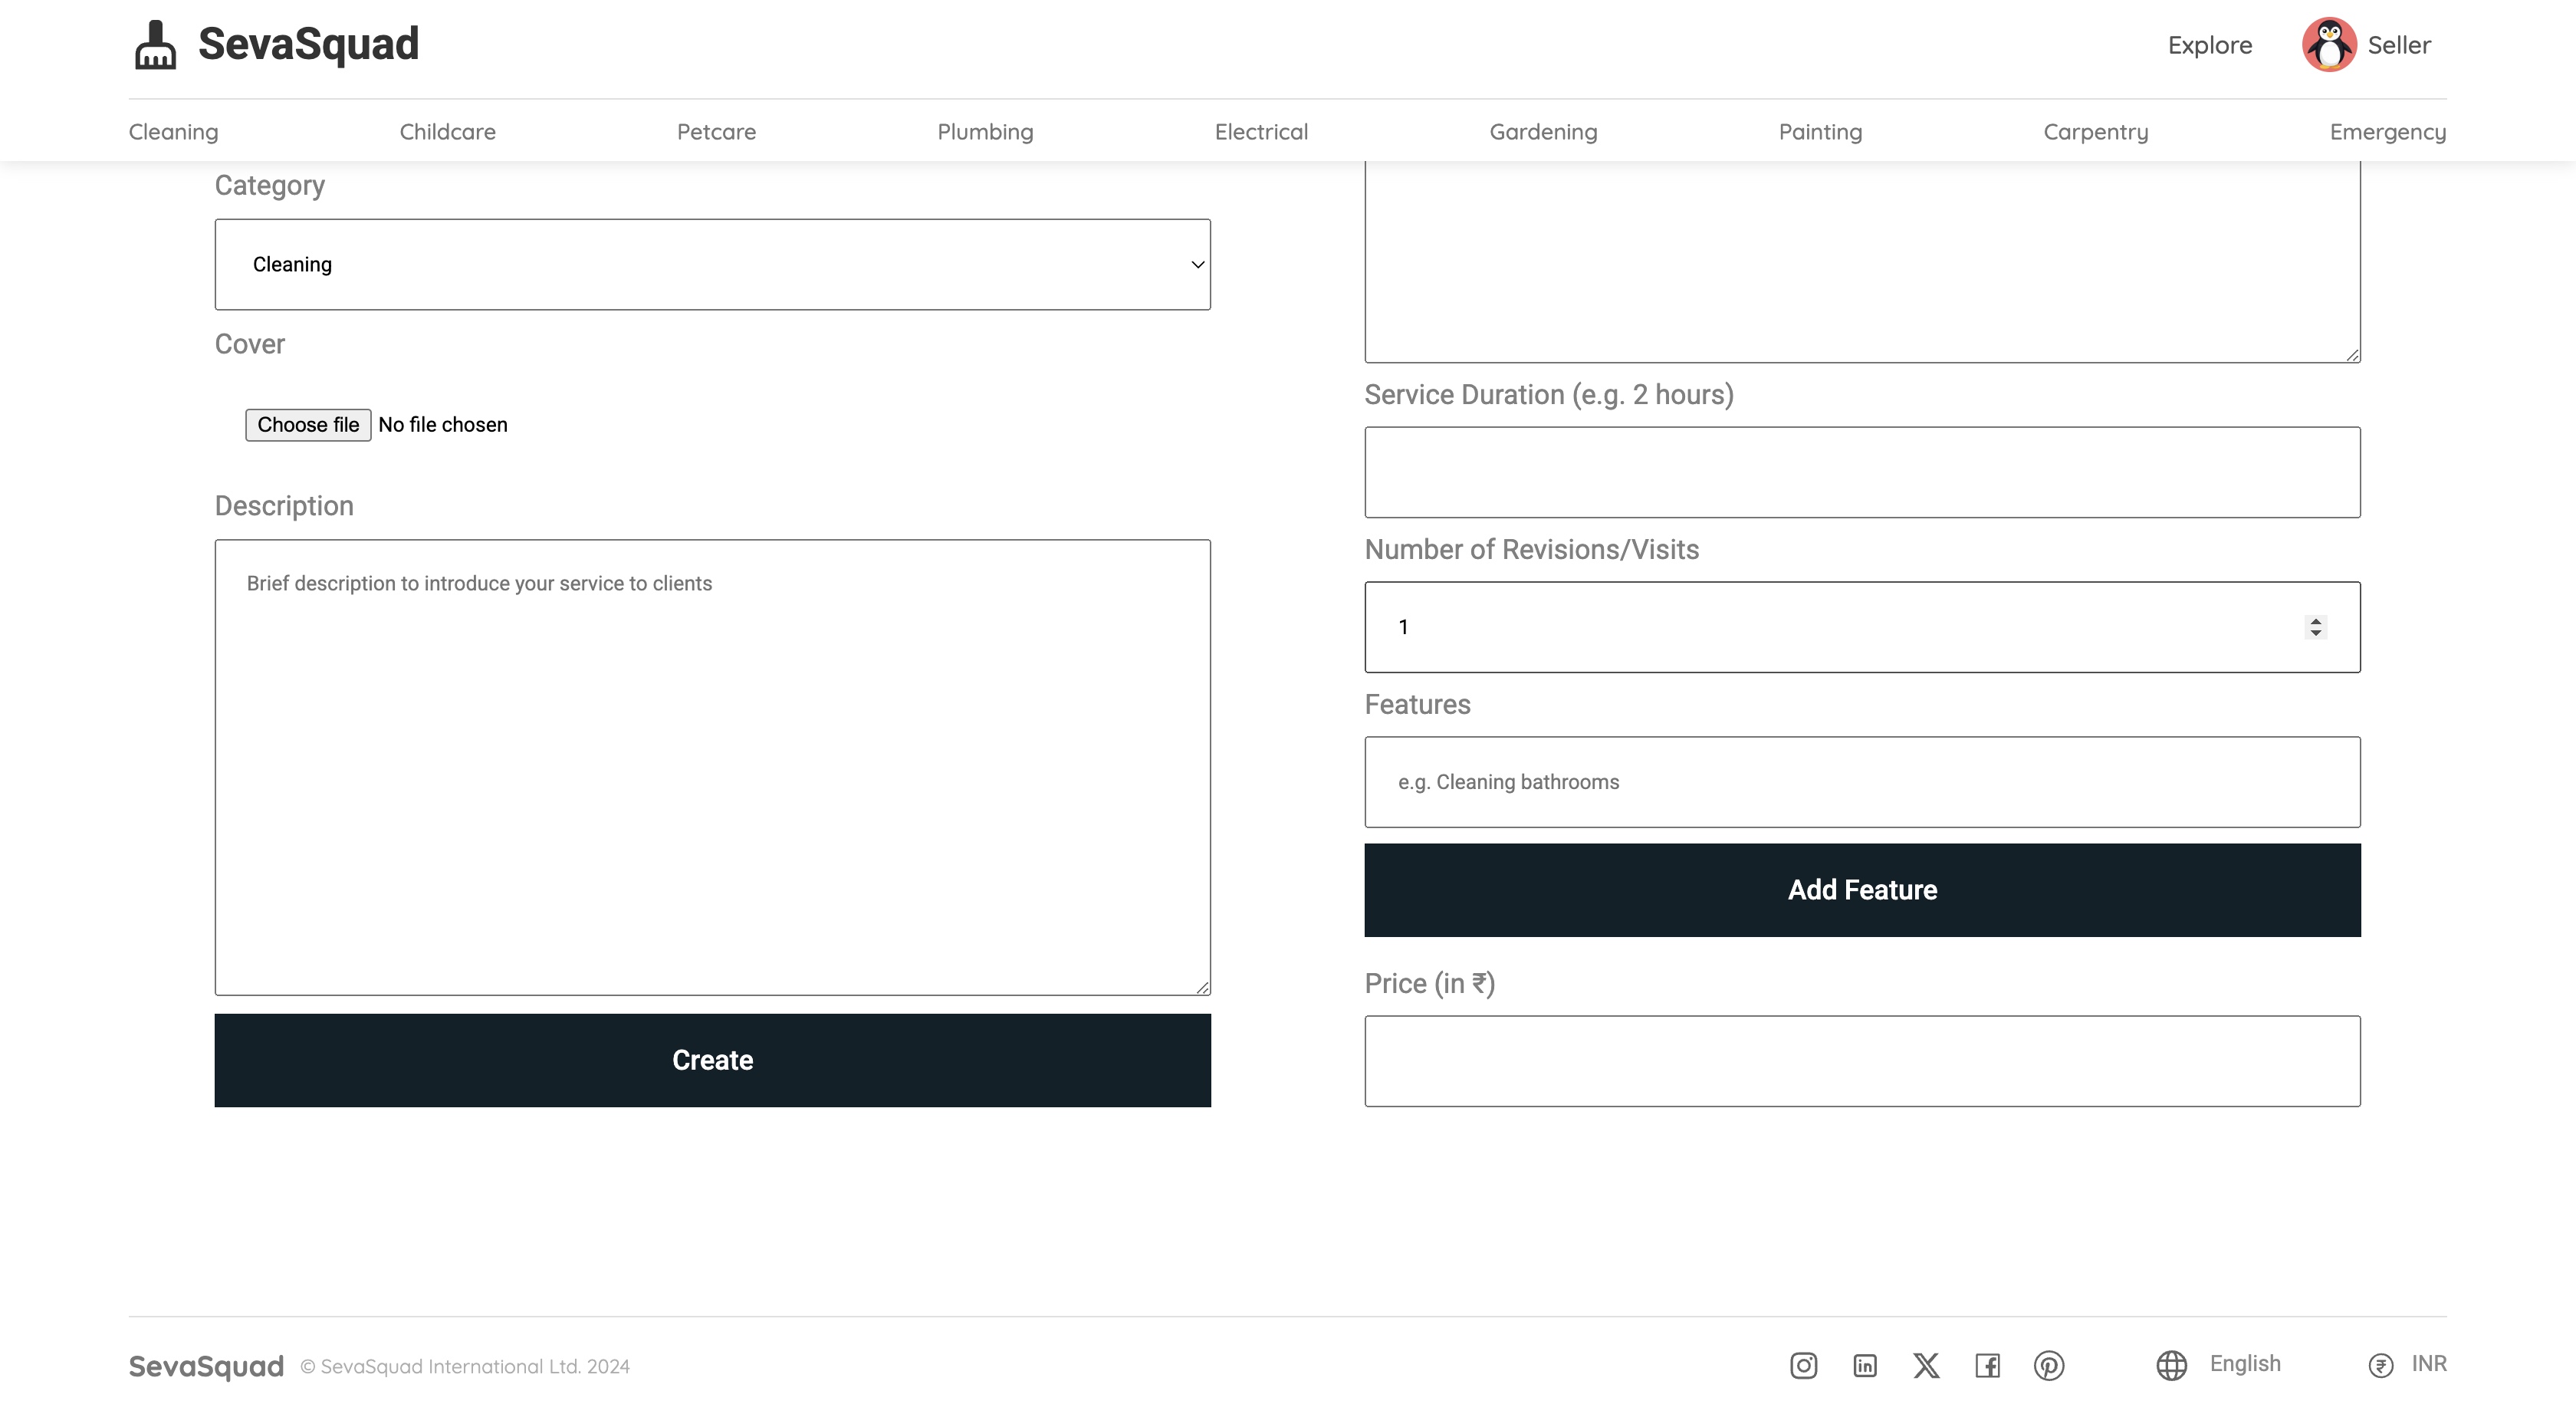 SevaSquad
Explore
Seller
Cleaning Childcare Petcare Plumbing Electrical Gardening Painting Carpentry Emergency
Category
Cleaning
Cover
Choose file No file chosen
Description
Brief description to introduce your service to clients
Create
Service Duration (e.g. 2 hours)
Number of Revisions/Visits
1
Features
e.g. Cleaning bathrooms
Add Feature
Price (in ₹)
SevaSquad © SevaSquad International Ltd. 2024
English
₹ INR